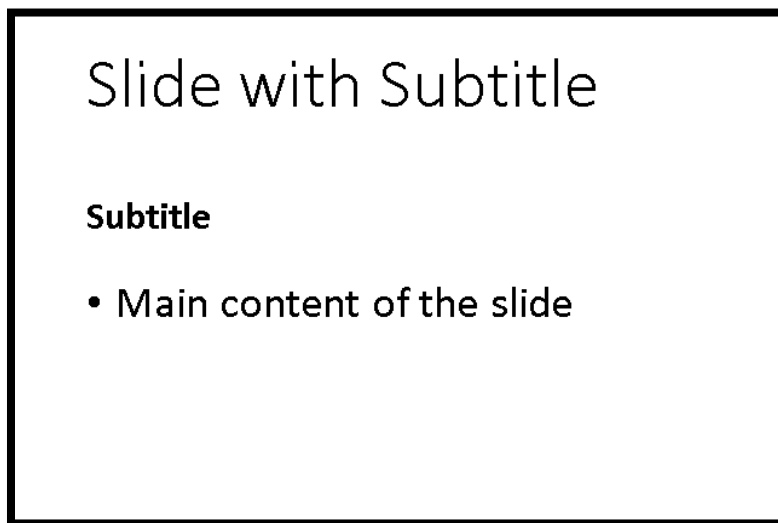 Slide with Subtitle
Subtitle
• Main content of the slide